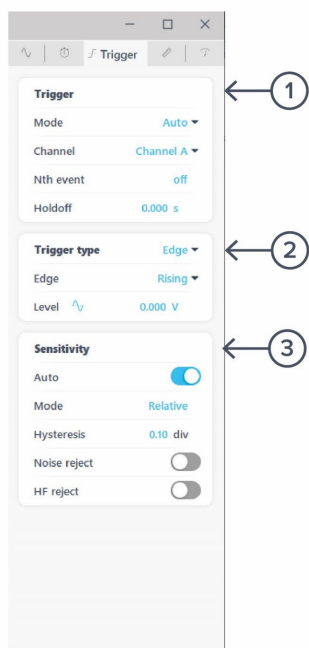 Trigger
Trigger
Mode Auto
Channel Channel A
Nth event off
Holdoff 0.000 s
Trigger type Edge
Edge Rising
Level 0.000 V
Sensitivity
Auto
Mode Relative
Hysteresis 0.10 div
Noise reject
HF reject
1
2
3